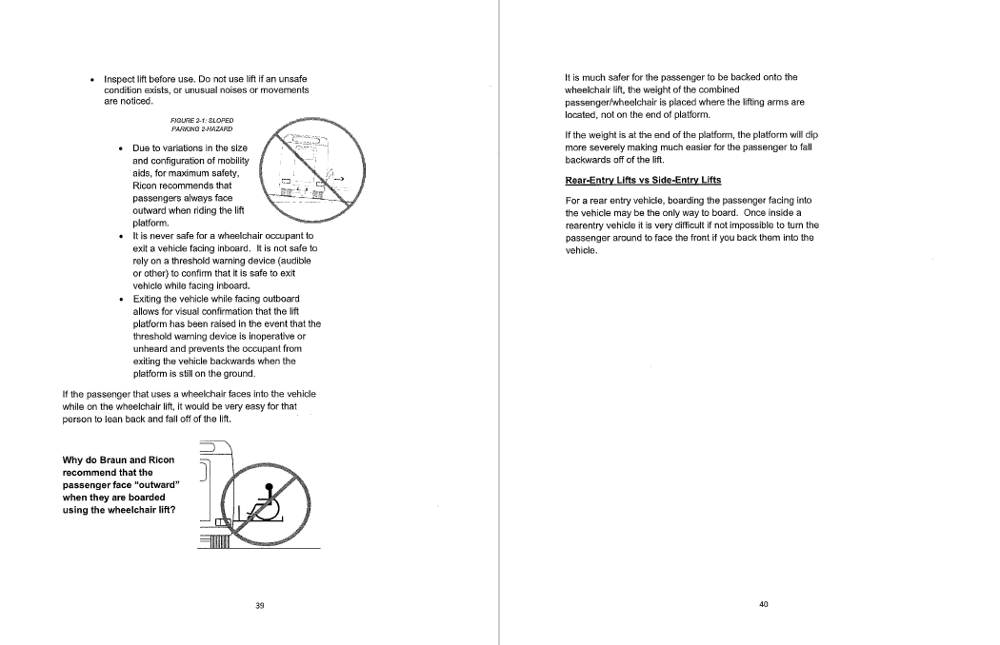 • Inspect lift before use. Do not use lift if an unsafe
condition exists, or unusual noises or movements
are noticed.
FIGURE 2-1: SLOPED
PARKING 2-HAZARD
• Due to variations in the size
and configuration of mobility
aids, for maximum safety,
Ricon recommends that
passengers always face
outward when riding the lift
platform.
• It is never safe for a wheelchair occupant to
exit a vehicle facing inboard. It is not safe to
rely on a threshold warning device (audible
or other) to confirm that it is safe to exit
vehicle while facing inboard.
• Exiting the vehicle while facing outboard
allows for visual confirmation that the lift
platform has been raised in the event that the
threshold warning device is inoperative or
unheard and prevents the occupant from
exiting the vehicle backwards when the
platform is still on the ground.
If the passenger that uses a wheelchair faces into the vehicle
while on the wheelchair lift, it would be very easy for that
person to lean back and fall off of the lift.
Why do Braun and Ricon
recommend that the
passenger face “outward”
when they are boarded
using the wheelchair lift?
39
It is much safer for the passenger to be backed onto the
wheelchair lift, the weight of the combined
passenger/wheelchair is placed where the lifting arms are
located, not on the end of platform.
If the weight is at the end of the platform, the platform will dip
more severely making much easier for the passenger to fall
backwards off of the lift.
Rear-Entry Lifts vs Side-Entry Lifts
For a rear entry vehicle, boarding the passenger facing into
the vehicle may be the only way to board. Once inside a
rearentry vehicle it is very difficult if not impossible to turn the
passenger around to face the front if you back them into the
vehicle.
40